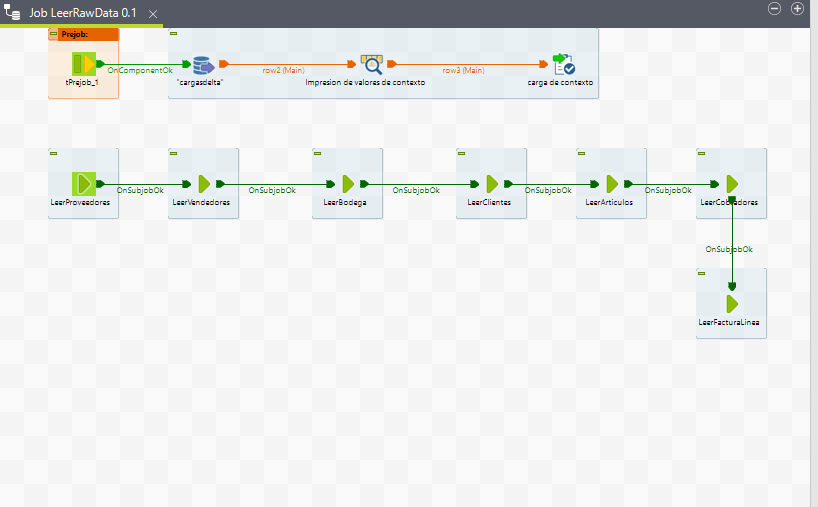 Job LeerRawData 0.1
Prejob:
tPrejob_1
OnComponentOk
"cargasdelta"
row2 (Main)
Impresion de valores de contexto
row3 (Main)
carga de contexto
LeerProveedores
OnSubjobOk
LeerVendedores
OnSubjobOk
LeerBodega
OnSubjobOk
LeerClientes
OnSubjobOk
LeerArticulos
OnSubjobOk
LeerCobradores
OnSubjobOk
LeerFacturaLinea